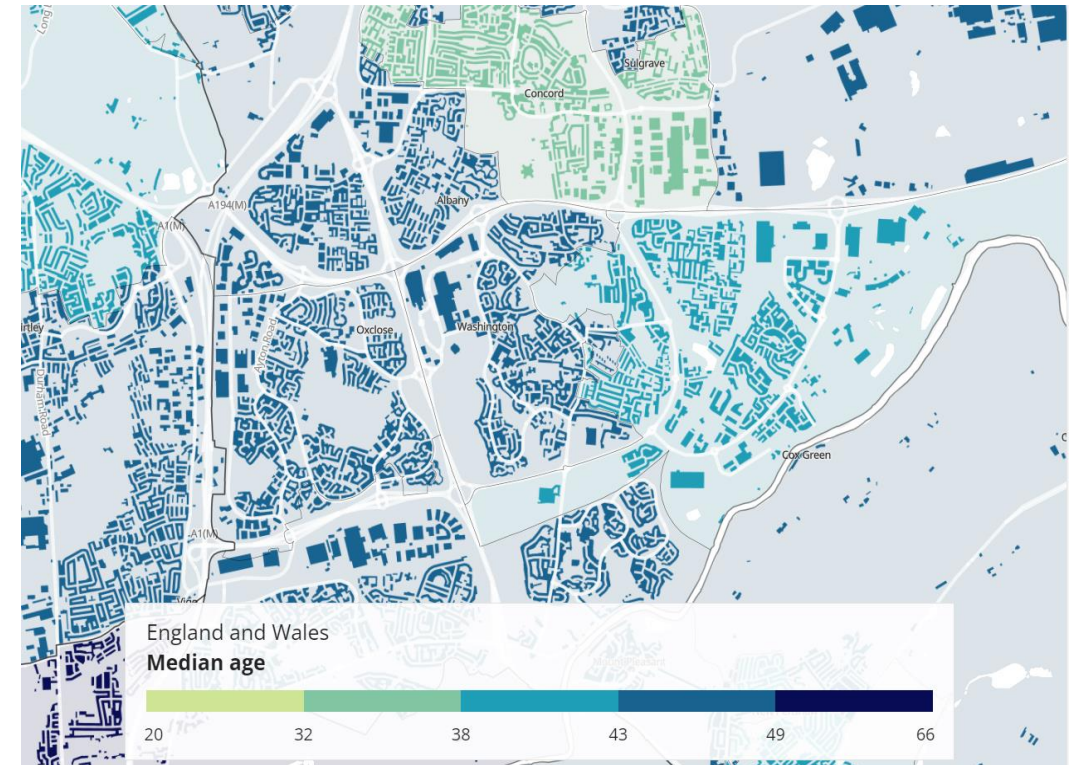 Sulgrave
Concord
Albany
A194(M)
A1(M)
Oxclose
Washington
Ayton Road
rtley
Durham Road
Cox Green
A1(M)
England and Wales
Median age
20 32 38 43 49 66